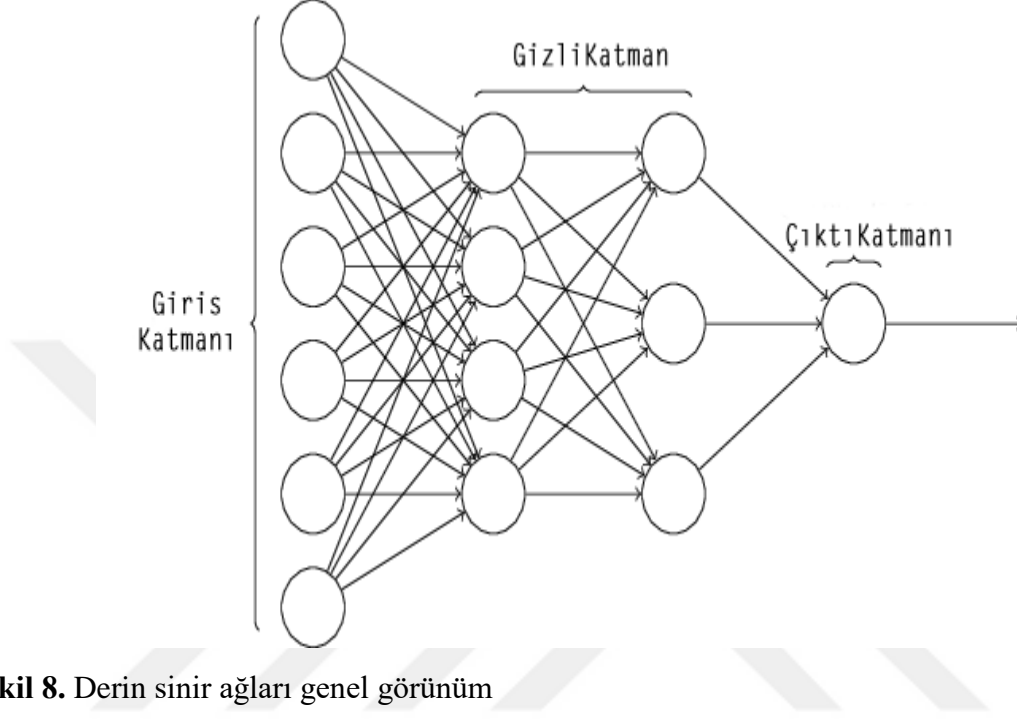 GizliKatman
ÇıktıKatmanı
Giris
Katmanı
kil 8. Derin sinir ağları genel görünüm